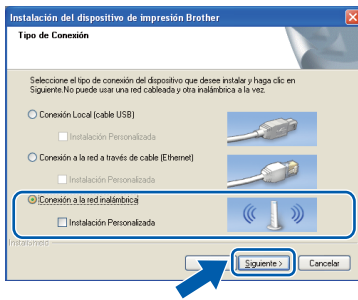 Instalación del dispositivo de impresión Brother
Tipo de Conexión
Seleccione el tipo de conexión del dispositivo que desee instalar y haga clic en
Siguiente.No puede usar una red cableada y otra inalámbrica a la vez.
Conexión Local (cable USB)
Instalación Personalizada
Conexión a la red a través de cable (Ethernet)
Instalación Personalizada
Conexión a la red inalámbrica
Instalación Personalizada
InstallShield
Siguiente > Cancelar